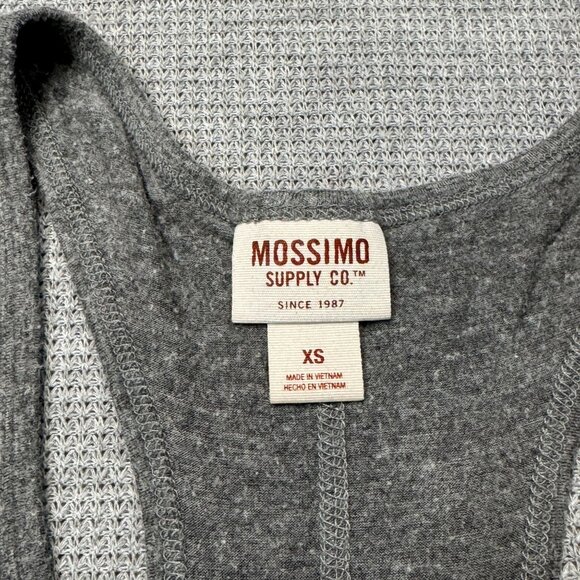 MOSSIMO
SUPPLY CO.™
SINCE 1987
XS
MADE IN VIETNAM
HECHO EN VIETNAM